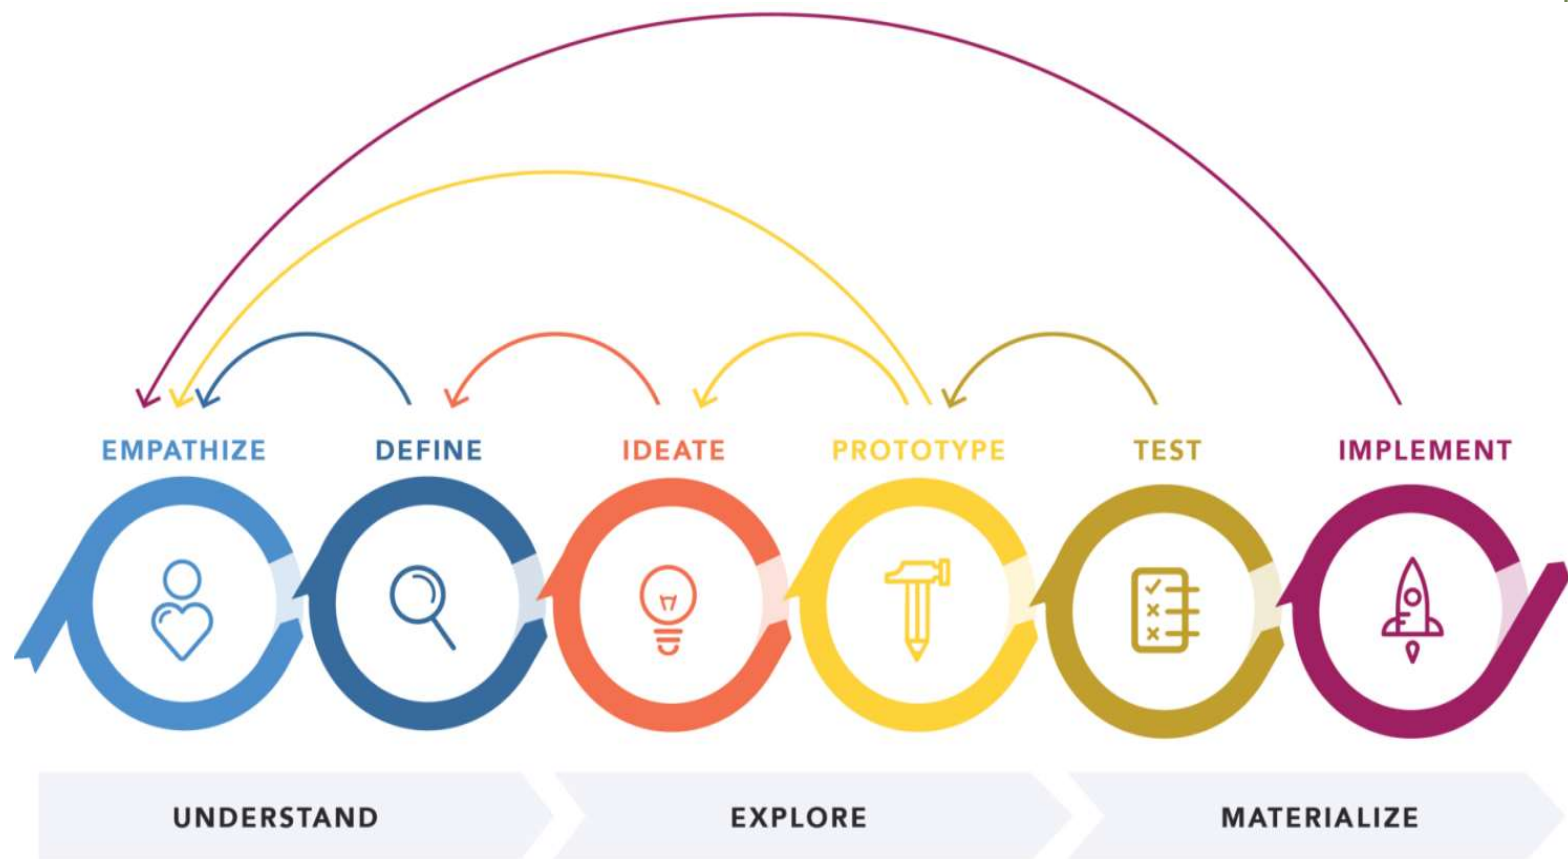 EMPATHIZE
DEFINE
IDEATE
PROTOTYPE
TEST
IMPLEMENT
UNDERSTAND
EXPLORE
MATERIALIZE